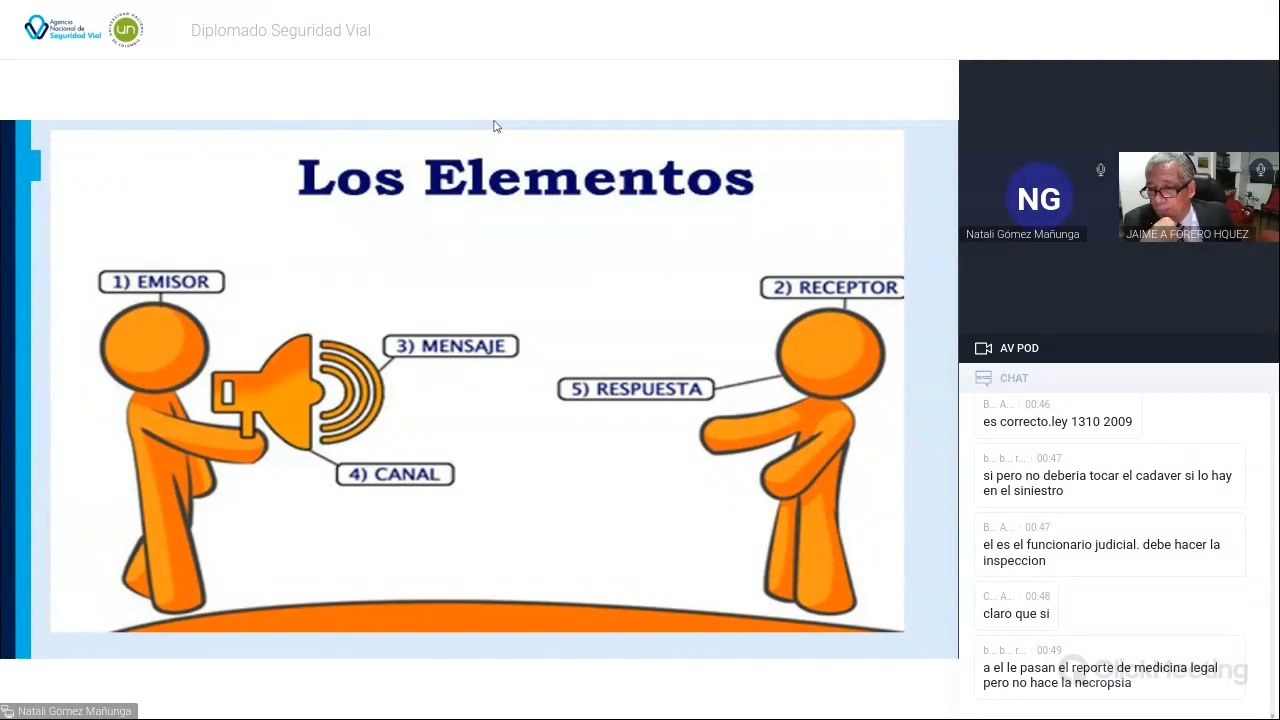 Agencia
Nacional de
Seguridad Vial
un
Diplomado Seguridad Vial
Los Elementos
1) EMISOR
2) RECEPTOR
3) MENSAJE
5) RESPUESTA
4) CANAL
NG
Natali Gómez Mañunga
JAIME A FORERO HQUEZ
AV POD
CHAT
B... A... 00:46
es correcto.ley 1310 2009
b... b... r... 00:47
si pero no deberia tocar el cadaver si lo hay
en el siniestro
B... A... 00:47
el es el funcionario judicial. debe hacer la
inspeccion
C... A... 00:48
claro que si
b... b... r... 00:49
a el le pasan el reporte de medicina legal
pero no hace la necropsia
ClickMeeting
Natali Gómez Mañunga